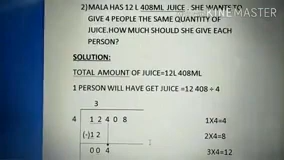 KINEMASTER
2)MALA HAS 12 L 408ML JUICE . SHE WANTS TO
GIVE 4 PEOPLE THE SAME QUANTITY OF
JUICE.HOW MUCH SHOULD SHE GIVE EACH
PERSON?
SOLUTION:
TOTAL AMOUNT OF JUICE=12L 408ML
1 PERSON WILL HAVE GET JUICE =12 408 ÷ 4
3
4 1 2 4 0 8 1X4=4
(-)1 2 2X4=8
0 0 4 3X4=12